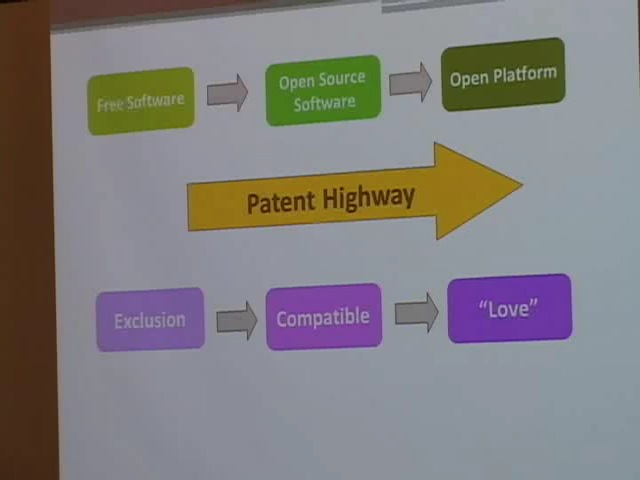 Free Software
Open Source
Software
Open Platform
Patent Highway
Exclusion
Compatible
“Love”